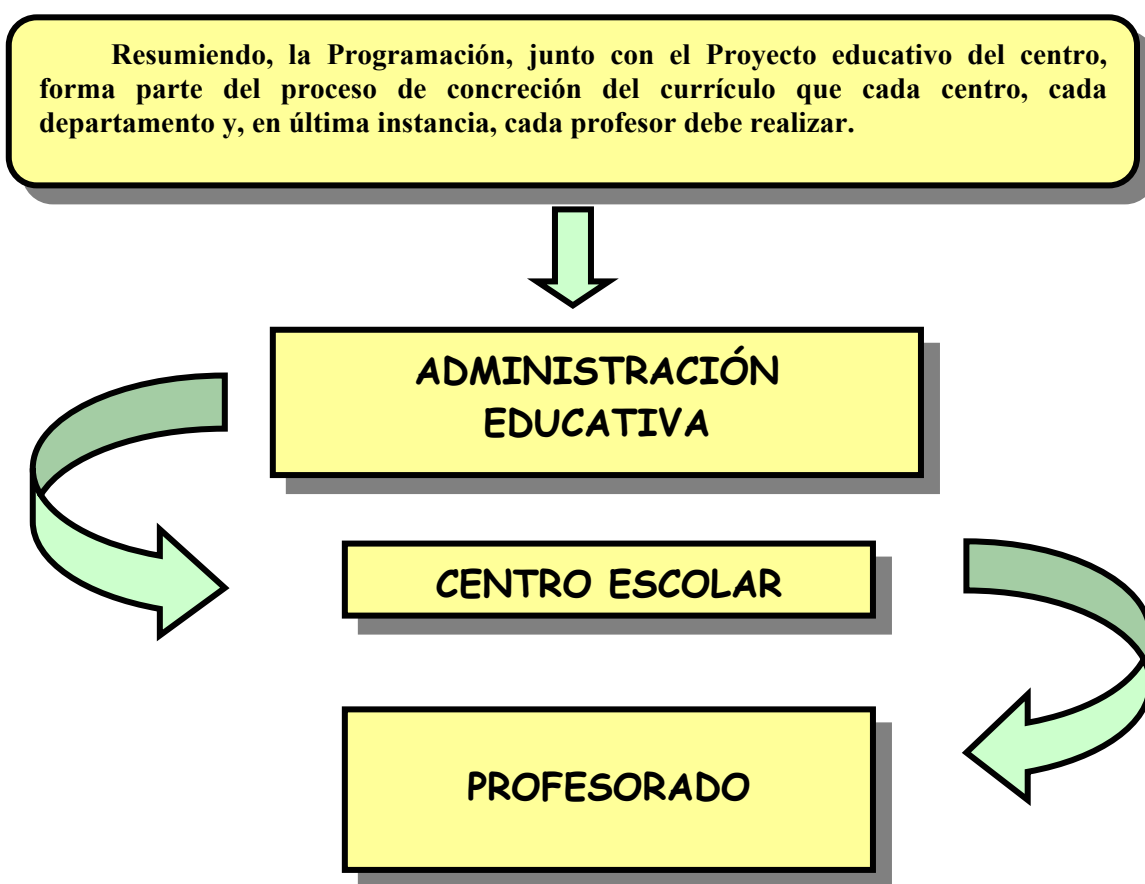 Resumiendo, la Programación, junto con el Proyecto educativo del centro,
forma parte del proceso de concreción del currículo que cada centro, cada
departamento y, en última instancia, cada profesor debe realizar.
ADMINISTRACIÓN
EDUCATIVA
CENTRO ESCOLAR
PROFESORADO